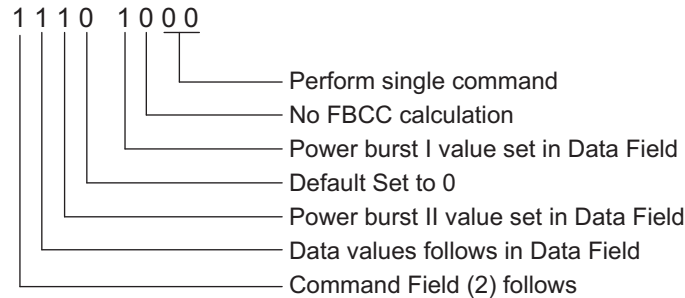 1 1 1 0 1 0 0 0
Perform single command
No FBCC calculation
Power burst I value set in Data Field
Default Set to 0
Power burst II value set in Data Field
Data values follows in Data Field
Command Field (2) follows